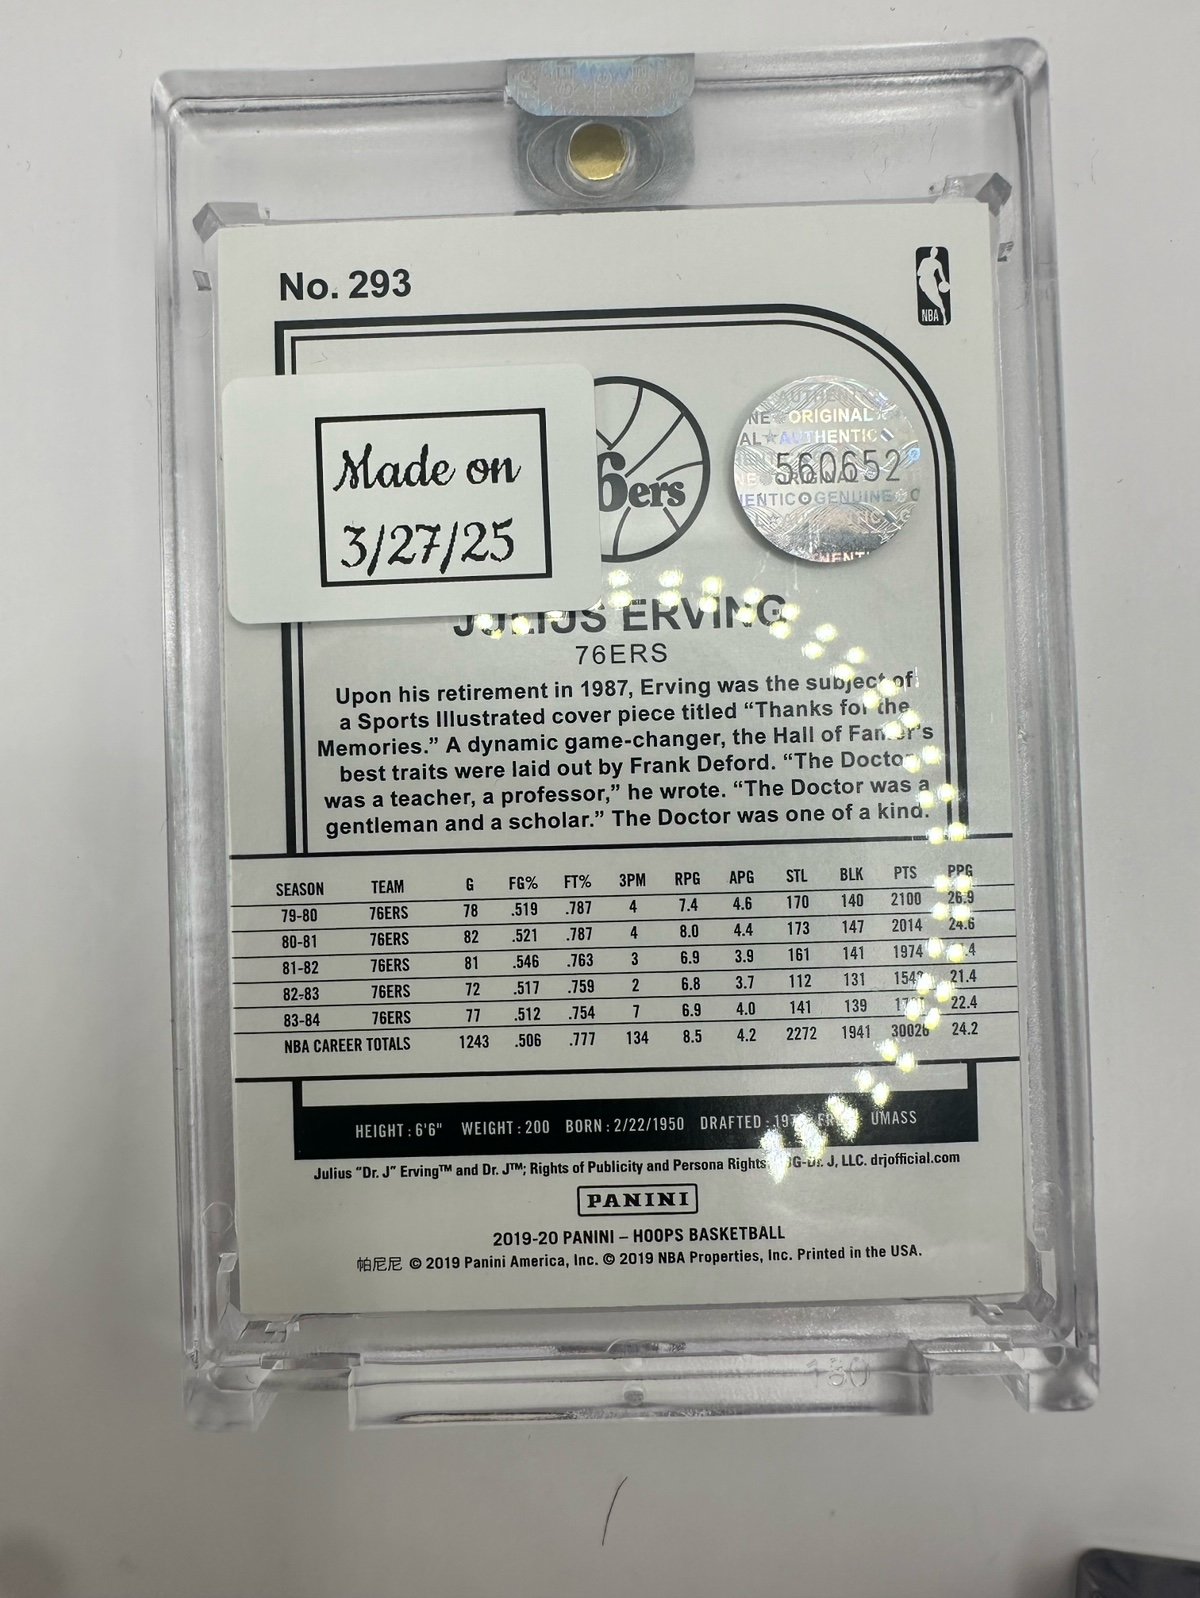 No. 293
NBA
Made on
3/27/25
6ers
ORIGINAL
AUTHENTIC
560652
GENUINE
JULIUS ERVING
76ERS
Upon his retirement in 1987, Erving was the subject of
a Sports Illustrated cover piece titled “Thanks for the
Memories.” A dynamic game-changer, the Hall of Famer's
best traits were laid out by Frank Deford. “The Doctor
was a teacher, a professor,” he wrote. “The Doctor was a
gentleman and a scholar.” The Doctor was one of a kind.
SEASON TEAM G FG% FT% 3PM RPG APG STL BLK PTS PPG
79-80 76ERS 78 .519 .787 4 7.4 4.6 170 140 2100 26.9
80-81 76ERS 82 .521 .787 4 8.0 4.4 173 147 2014 24.6
81-82 76ERS 81 .546 .763 3 6.9 3.9 161 141 1974
82-83 76ERS 72 .517 .759 2 6.8 3.7 112 131 21.4
83-84 76ERS 77 .512 .754 7 6.9 4.0 141 139 22.4
NBA CAREER TOTALS 1243 .506 .777 134 8.5 4.2 2272 1941 30026 24.2
HEIGHT: 6'6" WEIGHT: 200 BORN: 2/22/1950 DRAFTED: UMASS
Julius “Dr. J” Erving™ and Dr. J™; Rights of Publicity and Persona Rights: J, LLC. drjofficial.com
PANINI
2019-20 PANINI – HOOPS BASKETBALL
帕尼尼 © 2019 Panini America, Inc. © 2019 NBA Properties, Inc. Printed in the USA.
130